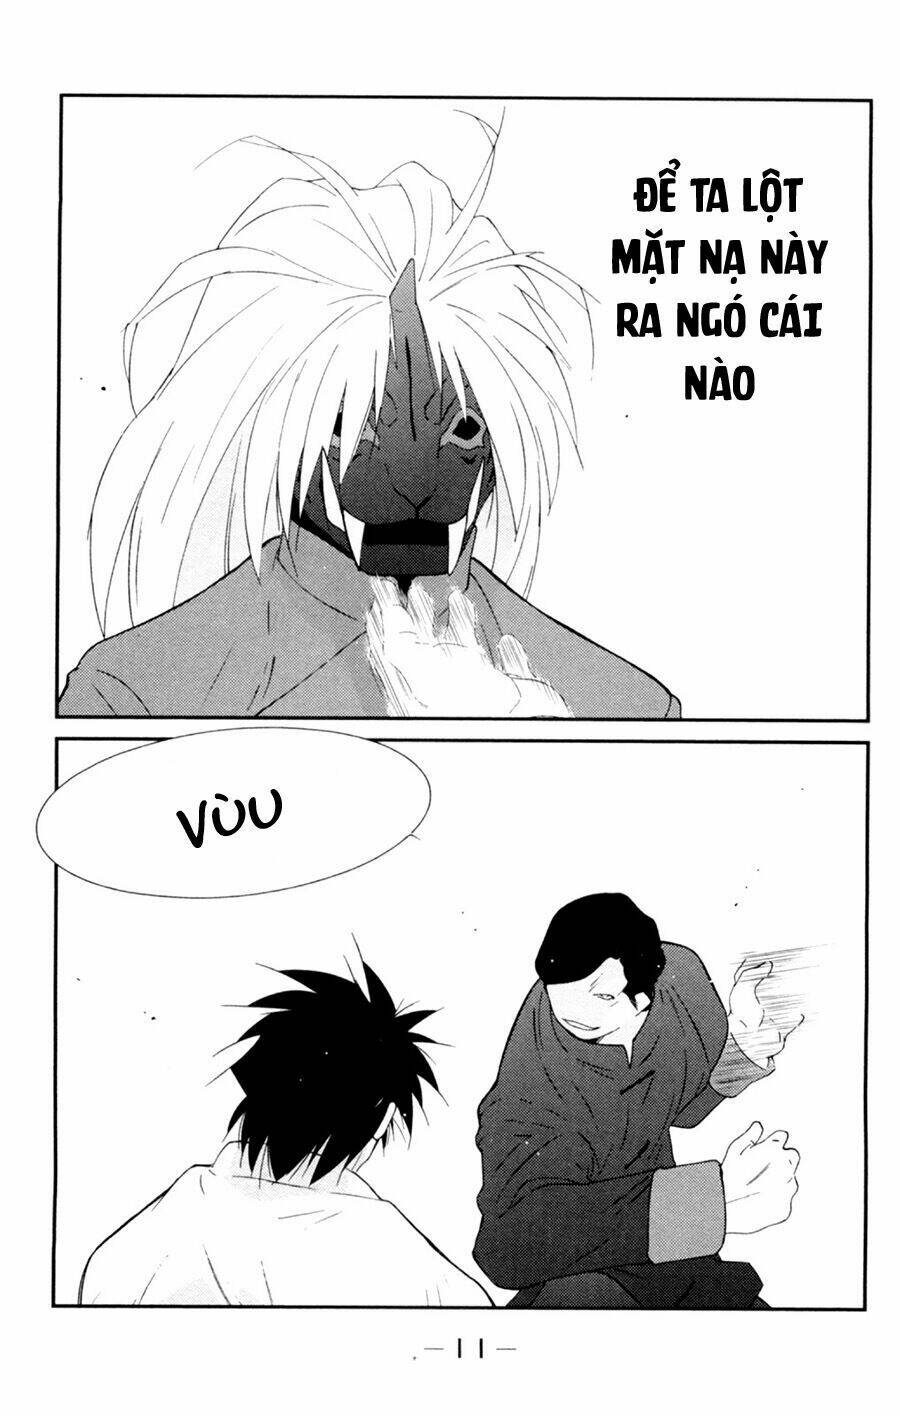 ĐỂ TA LỘT
MẶT NẠ NÀY
RA NGÓ CÁI
NÀO
VÙU
— 11 —